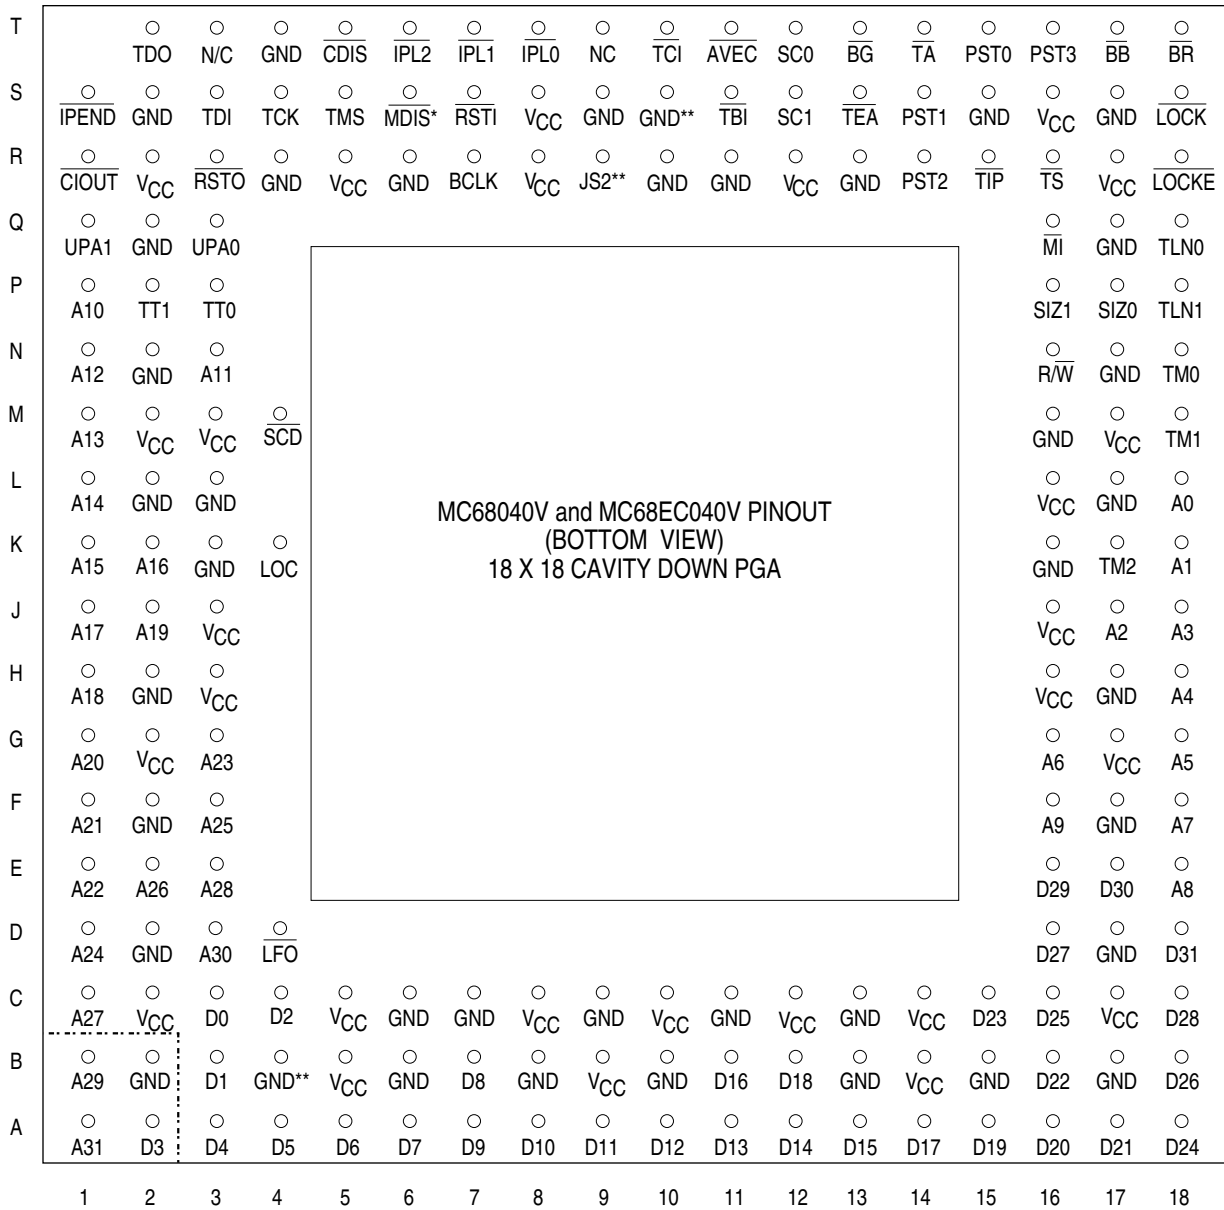 T
TDO N/C GND CDIS IPL2 IPL1 IPL0 NC TCI AVEC SC0 BG TA PST0 PST3 BB BR
S
IPEND GND TDI TCK TMS MDIS* RSTI VCC GND GND** TBI SC1 TEA PST1 GND VCC GND LOCK
R
CIOUT VCC RSTO GND VCC GND BCLK VCC JS2** GND GND VCC GND PST2 TIP TS VCC LOCKE
Q
UPA1 GND UPA0 MI GND TLN0
P
A10 TT1 TT0 SIZ1 SIZ0 TLN1
N
A12 GND A11 R/W GND TM0
M
A13 VCC VCC SCD GND VCC TM1
L
A14 GND GND VCC GND A0
MC68040V and MC68EC040V PINOUT
(BOTTOM VIEW)
18 X 18 CAVITY DOWN PGA
K
A15 A16 GND LOC GND TM2 A1
J
A17 A19 VCC VCC A2 A3
H
A18 GND VCC VCC GND A4
G
A20 VCC A23 A6 VCC A5
F
A21 GND A25 A9 GND A7
E
A22 A26 A28 D29 D30 A8
D
A24 GND A30 LFO D27 GND D31
C
A27 VCC D0 D2 VCC GND GND VCC GND VCC GND VCC GND VCC D23 D25 VCC D28
B
A29 GND D1 GND** VCC GND D8 GND VCC GND D16 D18 GND VCC GND D22 GND D26
A
A31 D3 D4 D5 D6 D7 D9 D10 D11 D12 D13 D14 D15 D17 D19 D20 D21 D24
1 2 3 4 5 6 7 8 9 10 11 12 13 14 15 16 17 18